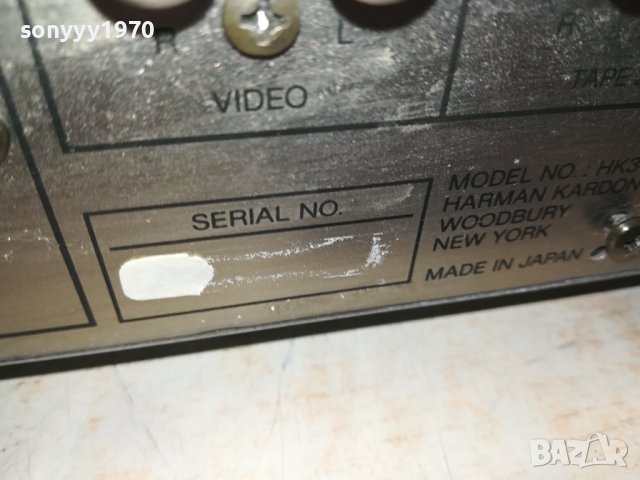 sonyyy1970
R
L
VIDEO
TAPE
SERIAL NO.
MODEL NO. : HK3
HARMAN KARDON
WOODBURY
NEW YORK
MADE IN JAPAN
BAZAR